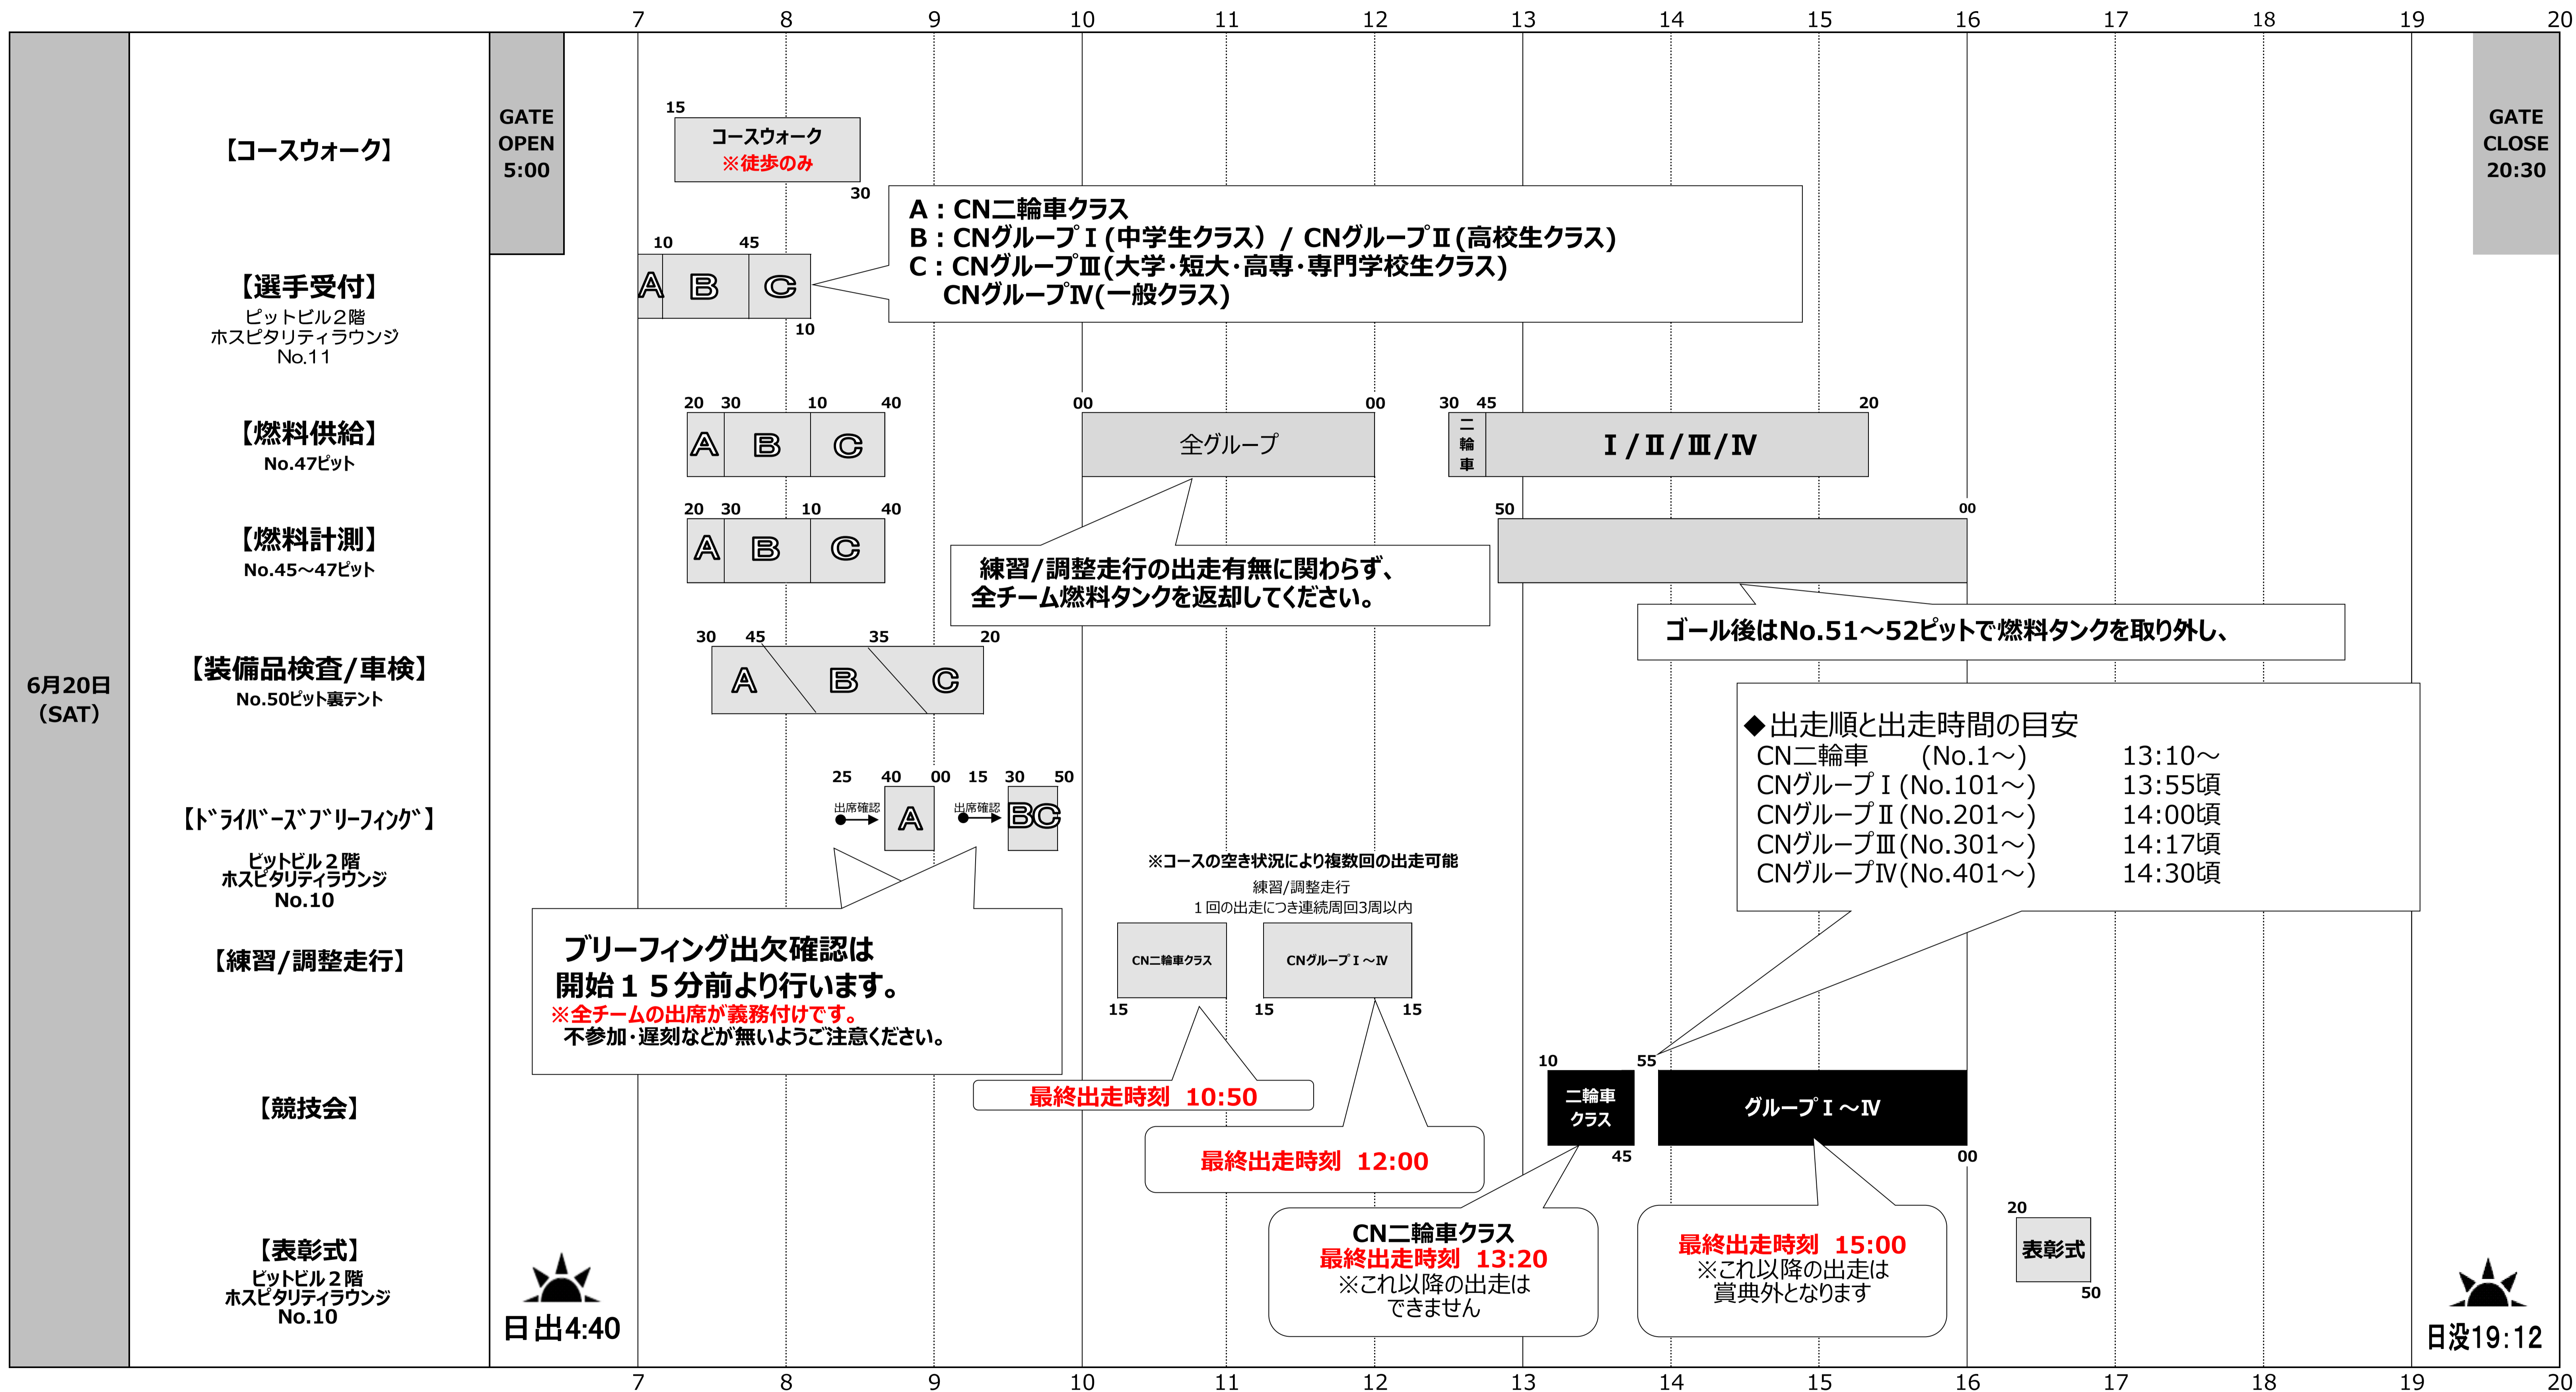 7 8 9 10 11 12 13 14 15 16 17 18 19 20
6月20日
（SAT）
GATE
OPEN
5:00
GATE
CLOSE
20:30
【コースウォーク】
15
コースウォーク
※徒歩のみ
30
【選手受付】
ピットビル２階
ホスピタリティラウンジ
No.11
10 45
A B C
10
A：CN二輪車クラス
B：CNグループⅠ(中学生クラス）/ CNグループⅡ(高校生クラス)
C：CNグループⅢ(大学・短大・高専・専門学校生クラス)
CNグループⅣ(一般クラス)
【燃料供給】
No.47ピット
20 30 10 40
A B C
00 00
全グループ
30 45 20
二輪車
Ⅰ/Ⅱ/Ⅲ/Ⅳ
【燃料計測】
No.45～47ピット
20 30 10 40
A B C
50 00
練習/調整走行の出走有無に関わらず、
全チーム燃料タンクを返却してください。
ゴール後はNo.51～52ピットで燃料タンクを取り外し、
【装備品検査/車検】
No.50ピット裏テント
30 45 35 20
A B C
◆出走順と出走時間の目安
CN二輪車 (No.1～) 13:10～
CNグループⅠ(No.101～) 13:55頃
CNグループⅡ(No.201～) 14:00頃
CNグループⅢ(No.301～) 14:17頃
CNグループⅣ(No.401～) 14:30頃
【ﾄﾞﾗｲﾊﾞｰｽﾞﾌﾞﾘｰﾌｨﾝｸﾞ】
ピットビル２階
ホスピタリティラウンジ
No.10
25 40 00 15 30 50
出席確認 A 出席確認 BC
ブリーフィング出欠確認は
開始１５分前より行います。
※全チームの出席が義務付けです。
不参加・遅刻などが無いようご注意ください。
【練習/調整走行】
※コースの空き状況により複数回の出走可能
練習/調整走行
１回の出走につき連続周回3周以内
CN二輪車クラス
CNグループⅠ～Ⅳ
15 15 15
最終出走時刻 10:50
最終出走時刻 12:00
【競技会】
10 55
二輪車
クラス
グループⅠ～Ⅳ
45 00
CN二輪車クラス
最終出走時刻 13:20
※これ以降の出走は
できません
最終出走時刻 15:00
※これ以降の出走は
賞典外となります
【表彰式】
ピットビル２階
ホスピタリティラウンジ
No.10
20
表彰式
50
日出4:40
日没19:12
7 8 9 10 11 12 13 14 15 16 17 18 19 20